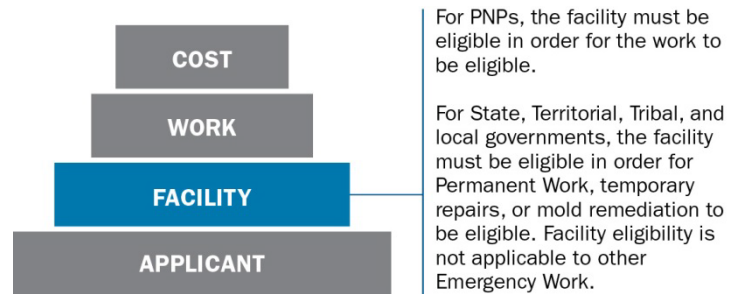 COST
WORK
FACILITY
APPLICANT
For PNPs, the facility must be
eligible in order for the work to
be eligible.
For State, Territorial, Tribal, and
local governments, the facility
must be eligible in order for
Permanent Work, temporary
repairs, or mold remediation to
be eligible. Facility eligibility is
not applicable to other
Emergency Work.